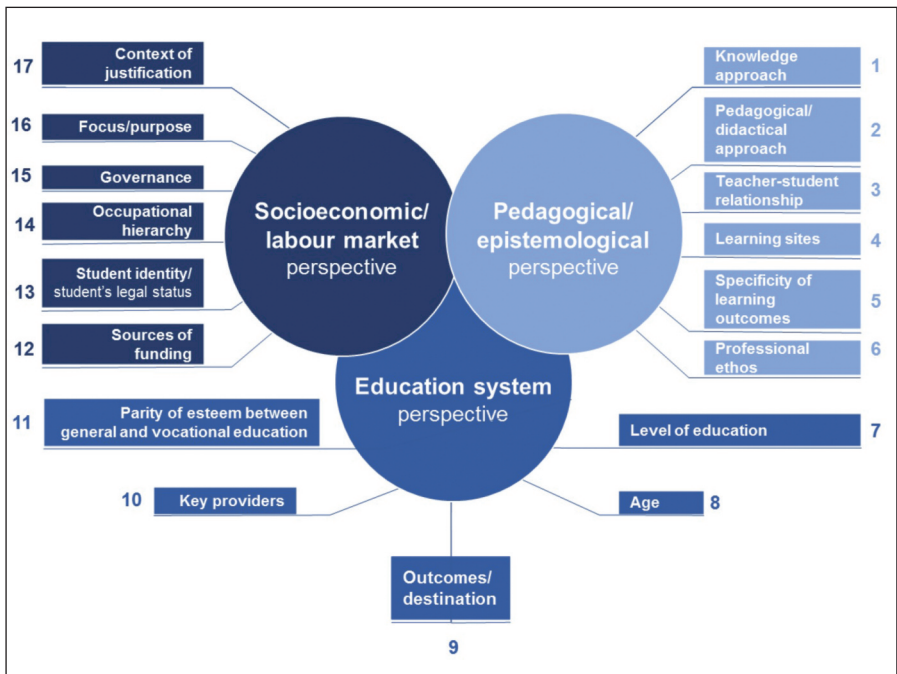 17
Context of
justification
16
Focus/purpose
15
Governance
14
Occupational
hierarchy
13
Student identity/
student's legal status
12
Sources of
funding
Socioeconomic/
labour market
perspective
Pedagogical/
epistemological
perspective
Education system
perspective
Knowledge
approach
1
Pedagogical/
didactical
approach
2
Teacher-student
relationship
3
Learning sites
4
Specificity of
learning
outcomes
5
Professional
ethos
6
11
Parity of esteem between
general and vocational education
Level of education
7
10
Key providers
Age
8
Outcomes/
destination
9